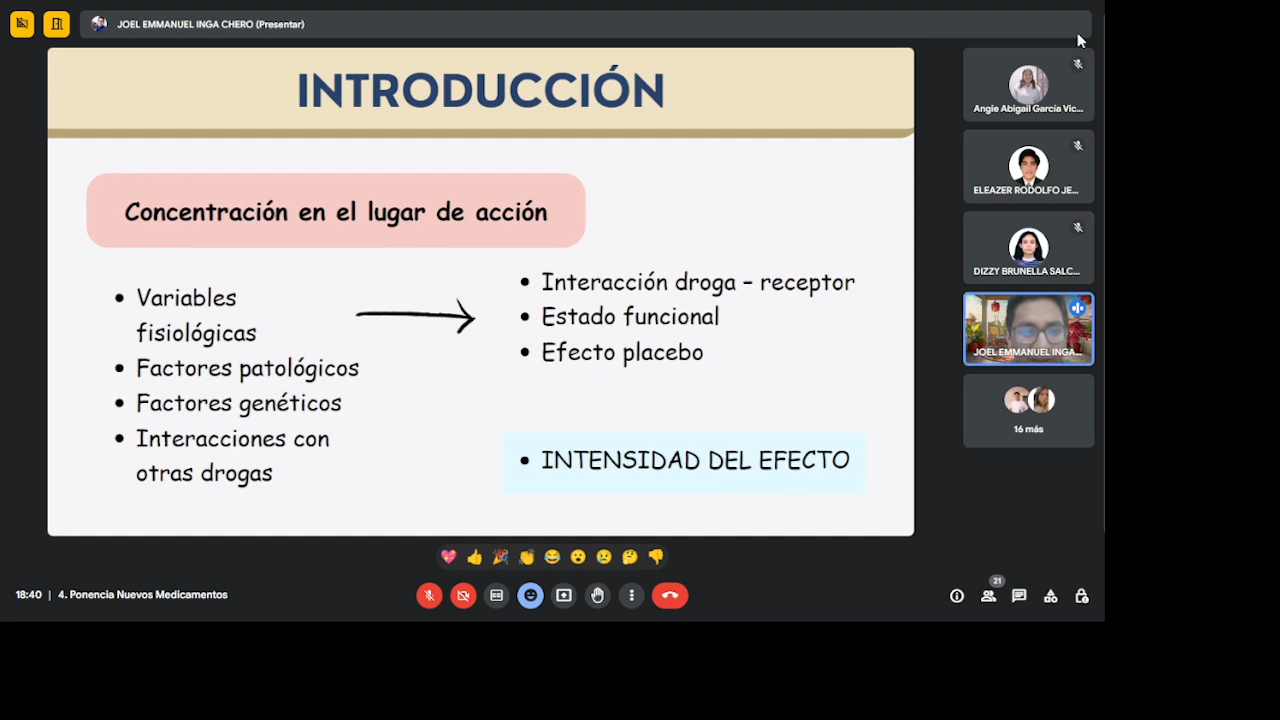 JOEL EMMANUEL INGA CHERO (Presentar)
INTRODUCCIÓN
Concentración en el lugar de acción
• Variables
fisiológicas
• Factores patológicos
• Factores genéticos
• Interacciones con
otras drogas
• Interacción droga – receptor
• Estado funcional
• Efecto placebo
• INTENSIDAD DEL EFECTO
Angie Abigail García Vic...
ELEAZER RODOLFO JE...
DIZZY BRUNELLA SALC...
JOEL EMMANUEL INGA...
16 más
18:40 | 4. Ponencia Nuevos Medicamentos
21